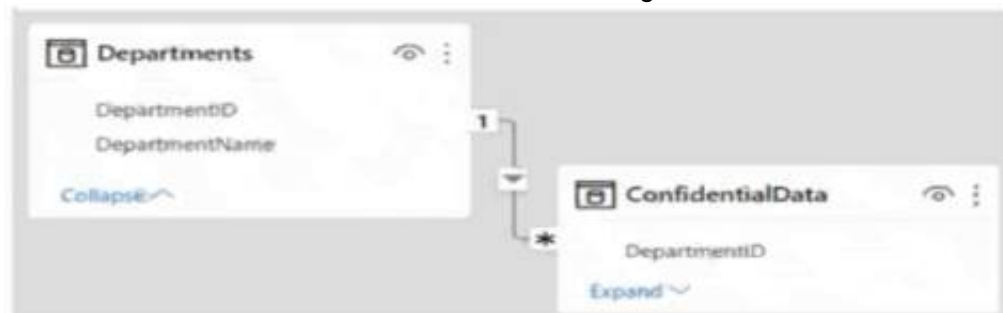 Departments
DepartmentID
DepartmentName
Collapse
1
*
ConfidentialData
DepartmentID
Expand